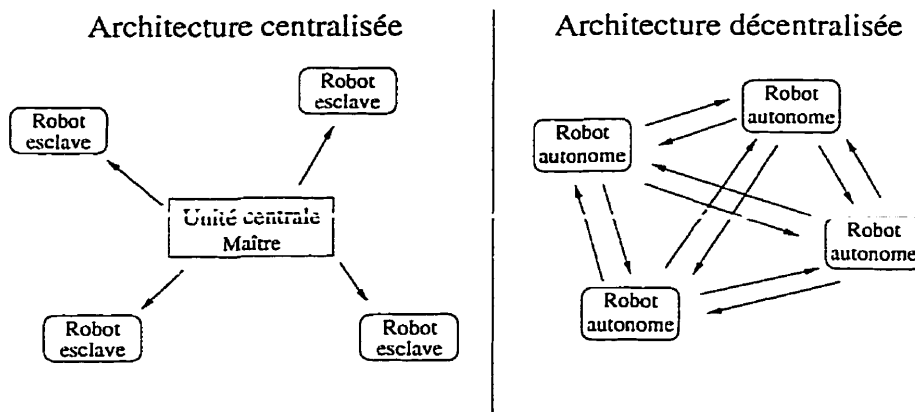 Architecture centralisée
Robot
esclave
Robot
esclave
Unité centrale
Maître
Robot
esclave
Robot
esclave
Architecture décentralisée
Robot
autonome
Robot
autonome
Robot
autonome
Robot
autonome